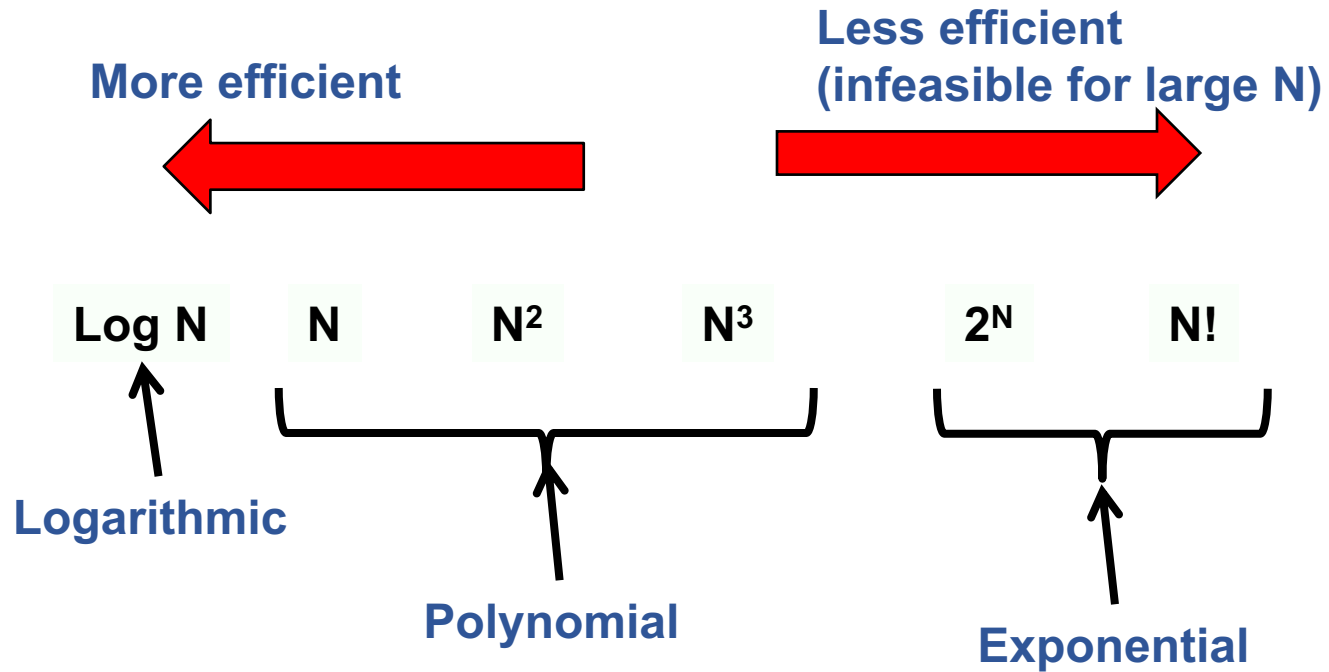 Less efficient
More efficient
(infeasible for large N)
Log N N N² N³ 2ᴺ N!
Logarithmic
Polynomial
Exponential